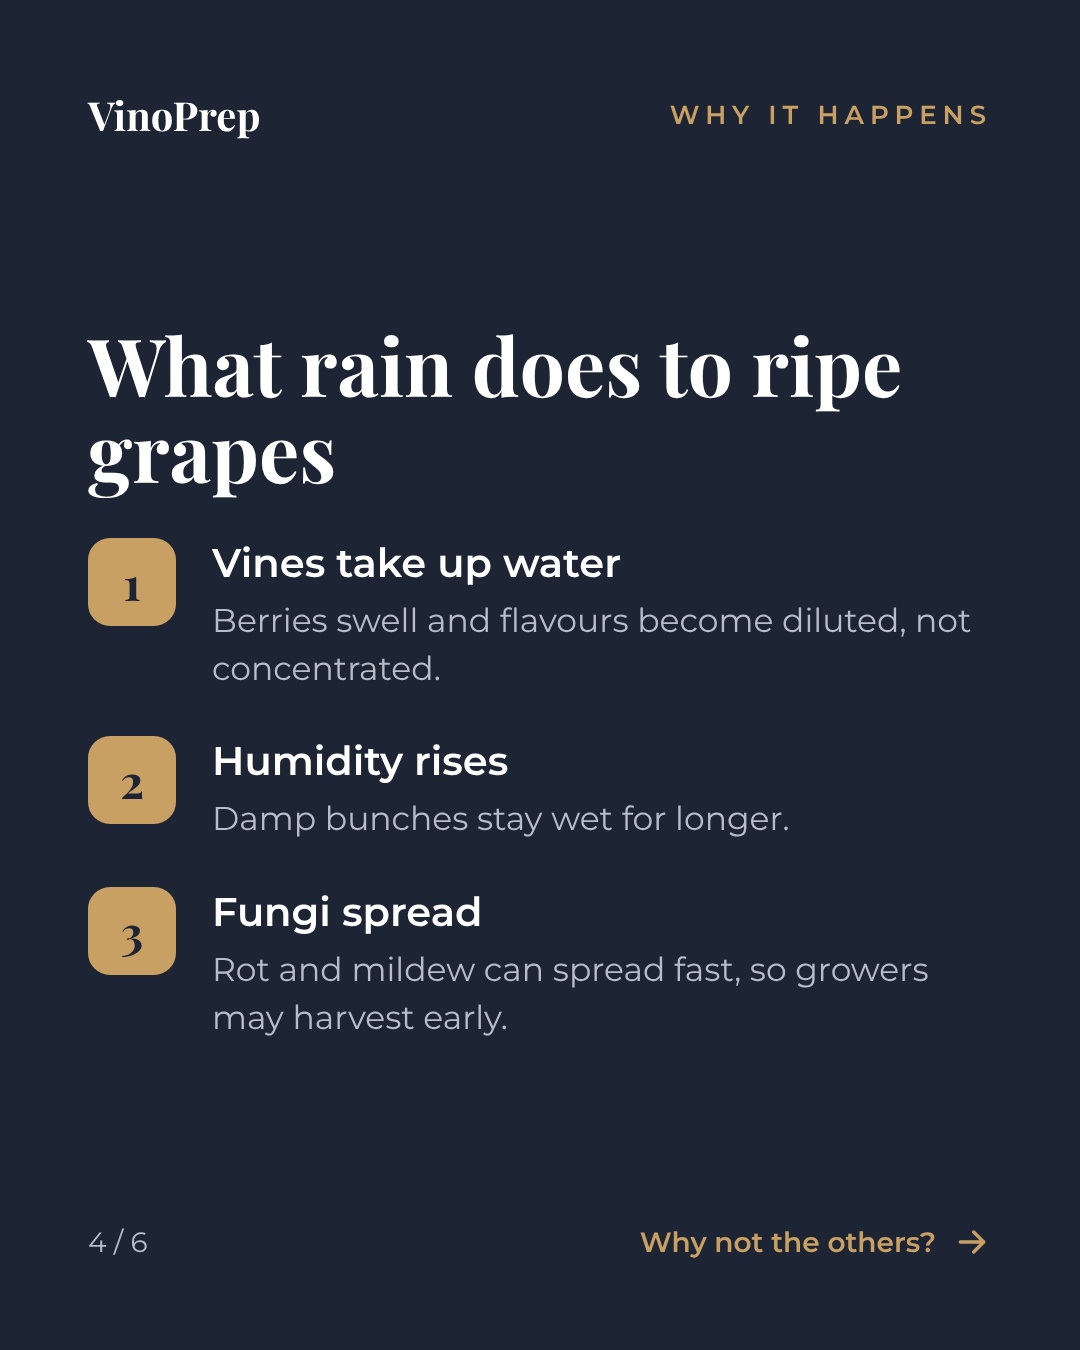 VinoPrep
WHY IT HAPPENS
What rain does to ripe
grapes
1
Vines take up water
Berries swell and flavours become diluted, not
concentrated.
2
Humidity rises
Damp bunches stay wet for longer.
3
Fungi spread
Rot and mildew can spread fast, so growers
may harvest early.
4 / 6
Why not the others? →